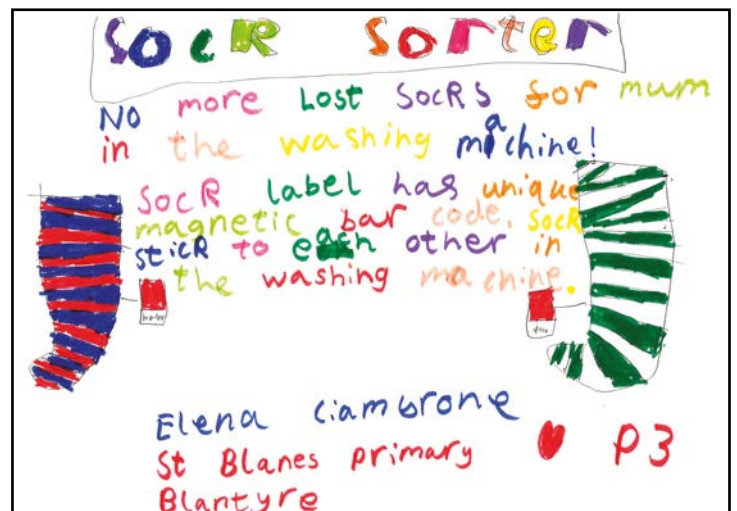 Sock Sorter
No more Lost Socks for mum
in the washing machine!
Sock label has unique
magnetic bar code. Sock
stick to each other in
the washing machine.
Elena Ciambrone
St Blanes primary P3
Blantyre